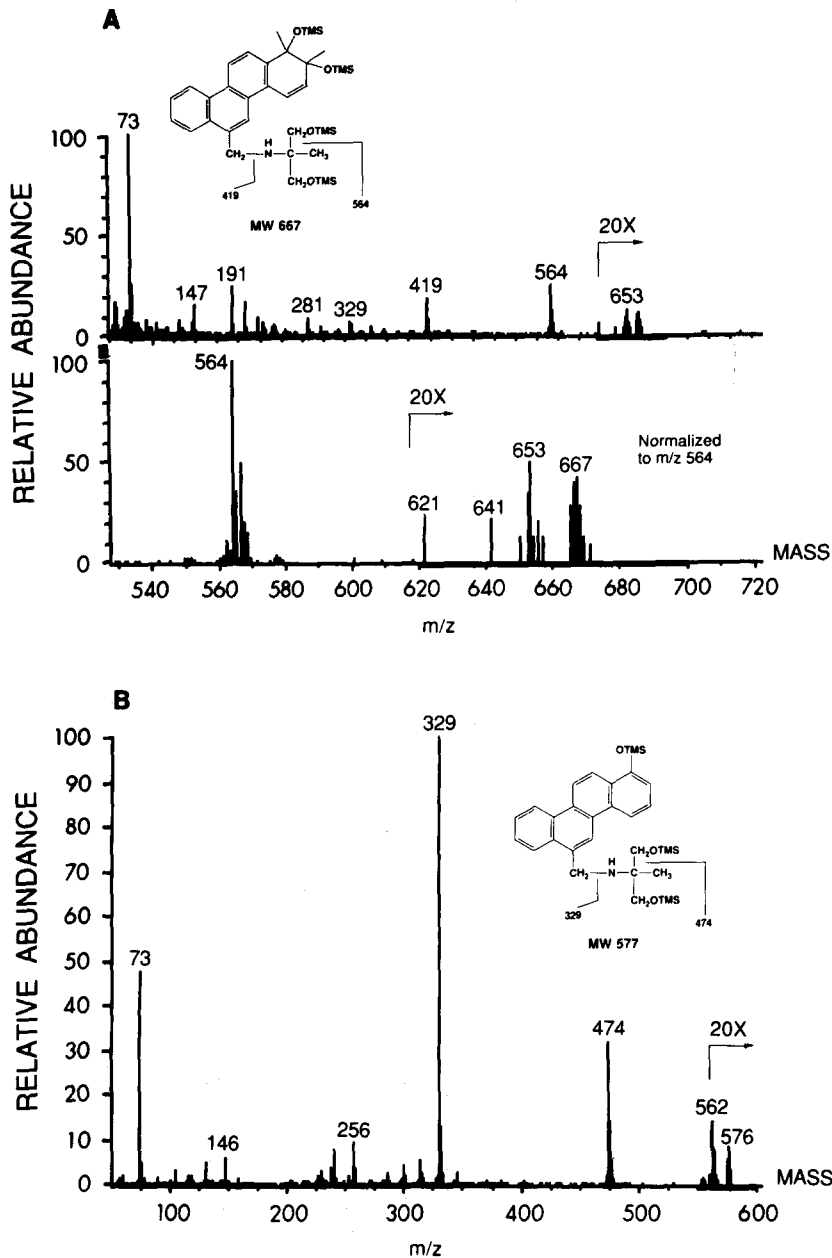 A
OTMS
OTMS
CH₂OTMS
H
CH₂—N—C—CH₃
CH₂OTMS
419
564
MW 667
RELATIVE ABUNDANCE
100
50
0
73
147
191
281
329
419
564
20X
653
RELATIVE ABUNDANCE
100
50
0
564
20X
621
641
653
667
Normalized
to m/z 564
MASS
540 560 580 600 620 640 660 680 700 720
m/z
B
RELATIVE ABUNDANCE
100
90
80
70
60
50
40
30
20
10
0
73
146
256
329
474
20X
562
576
OTMS
CH₂OTMS
H
CH₂—N—C—CH₃
CH₂OTMS
329
474
MW 577
MASS
100 200 300 400 500 600
m/z